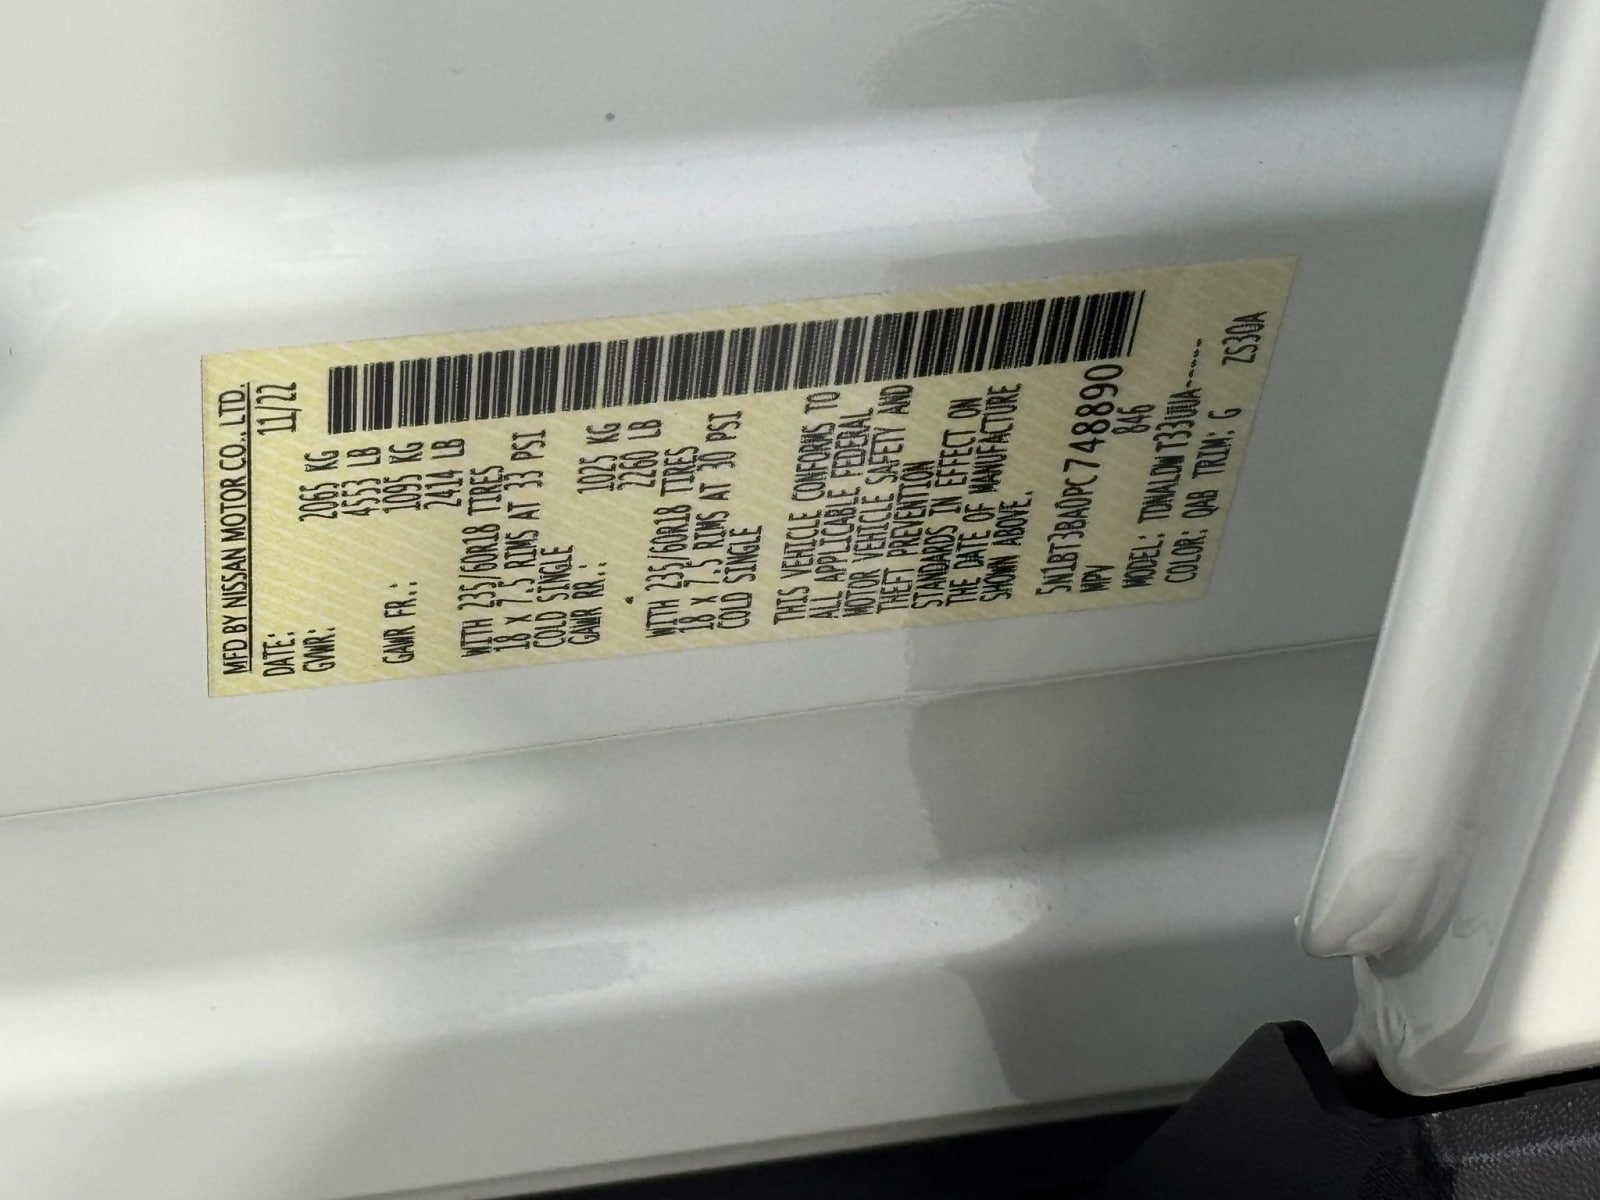 MFD BY NISSAN MOTOR CO., LTD.
DATE: 11/22
GVWR: 2065 KG
4553 LB
GAWR FR.: 1095 KG
2414 LB
WITH 235/60R18 TIRES
18 X 7.5 RIMS AT 33 PSI
COLD SINGLE
GAWR RR.: 1025 KG
2260 LB
WITH 235/60R18 TIRES
18 X 7.5 RIMS AT 30 PSI
COLD SINGLE
THIS VEHICLE CONFORMS TO
ALL APPLICABLE FEDERAL
MOTOR VEHICLE SAFETY AND
THEFT PREVENTION
STANDARDS IN EFFECT ON
THE DATE OF MANUFACTURE
SHOWN ABOVE.
5N1BT3BA0PC748890
MPV 846
MODEL: TDNALDWT33UUA-----
COLOR: QAB TRIM: G ZS30A